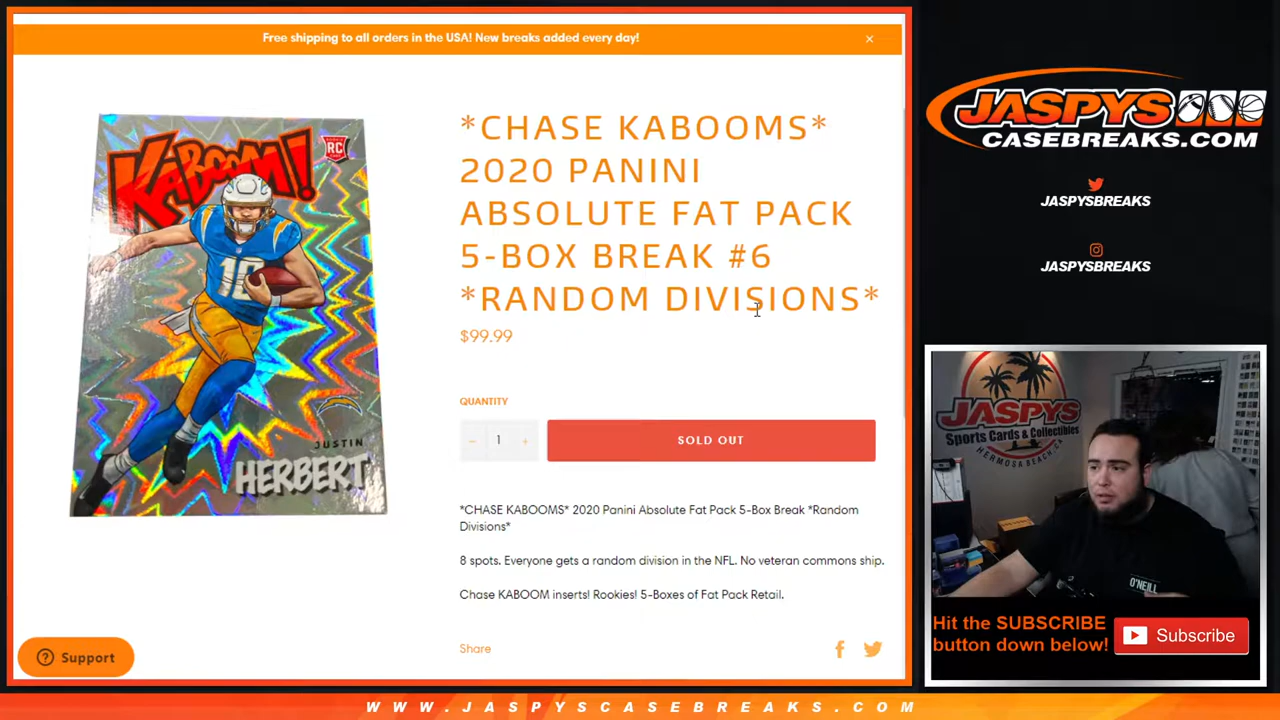 Free shipping to all orders in the USA! New breaks added every day!
×
KABOOM!
RC
10
JUSTIN
HERBERT
*CHASE KABOOMS*
2020 PANINI
ABSOLUTE FAT PACK
5-BOX BREAK #6
*RANDOM DIVISIONS*
$99.99
QUANTITY
− 1 +
SOLD OUT
*CHASE KABOOMS* 2020 Panini Absolute Fat Pack 5-Box Break *Random
Divisions*
8 spots. Everyone gets a random division in the NFL. No veteran commons ship.
Chase KABOOM inserts! Rookies! 5-Boxes of Fat Pack Retail.
Share
Support
JASPYS
CASEBREAKS.COM
JASPYSBREAKS
JASPYSBREAKS
JASPYS
Sports Cards & Collectibles
HERMOSA BEACH, CA
O'NEILL
Hit the SUBSCRIBE
button down below!
Subscribe
WWW.JASPYSCASEBREAKS.COM